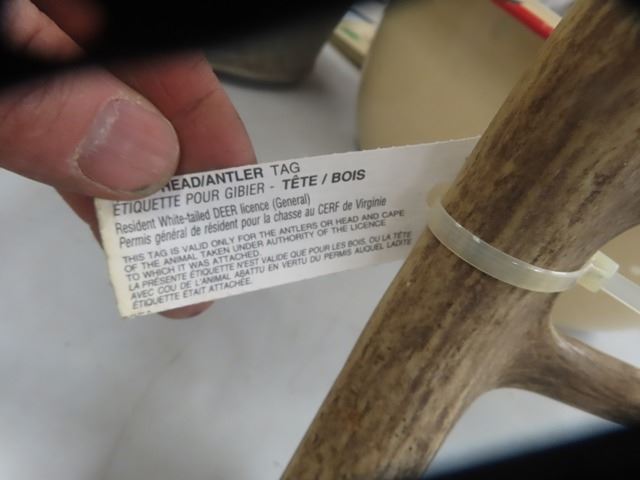 HEAD/ANTLER TAG
ÉTIQUETTE POUR GIBIER - TÊTE / BOIS
Resident White-tailed DEER licence (General)
Permis général de résident pour la chasse au CERF de Virginie
THIS TAG IS VALID ONLY FOR THE ANTLERS OR HEAD AND CAPE
OF THE ANIMAL TAKEN UNDER AUTHORITY OF THE LICENCE
TO WHICH IT WAS ATTACHED.
LA PRÉSENTE ÉTIQUETTE N'EST VALIDE QUE POUR LES BOIS, OU LA TÊTE
AVEC COU DE L'ANIMAL ABATTU EN VERTU DU PERMIS AUQUEL LADITE
ÉTIQUETTE ÉTAIT ATTACHÉE.